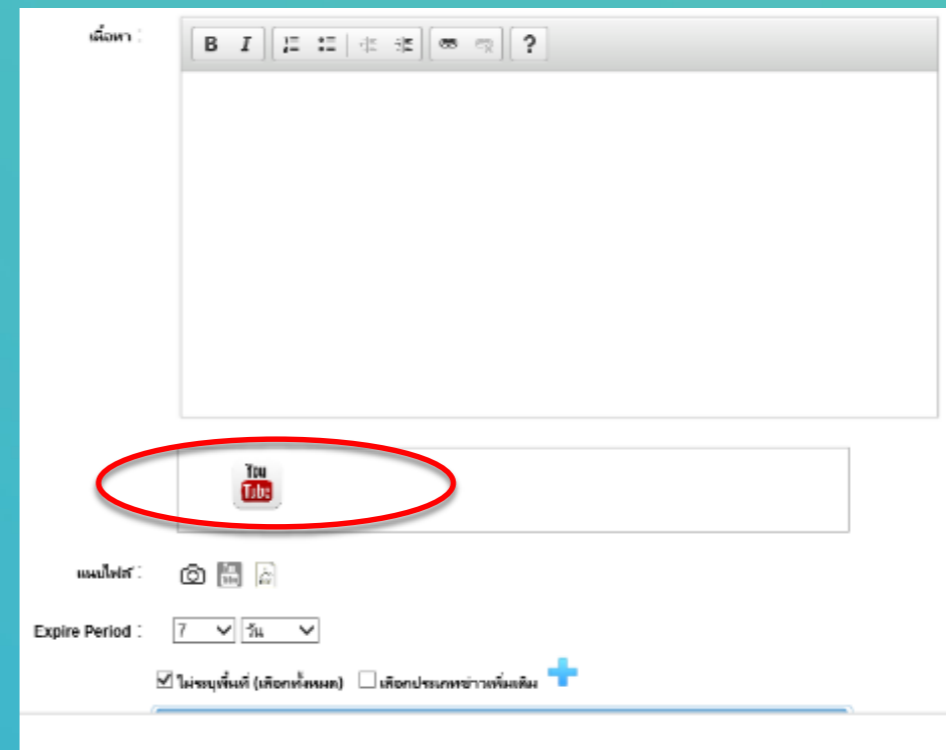 เนื้อหา :
B I ?
You
Tube
แนบไฟล์ :
Expire Period : 7 วัน
ไม่ระบุพื้นที่ (เลือกทั้งหมด) เลือกประเภทข่าวเพิ่มเติม